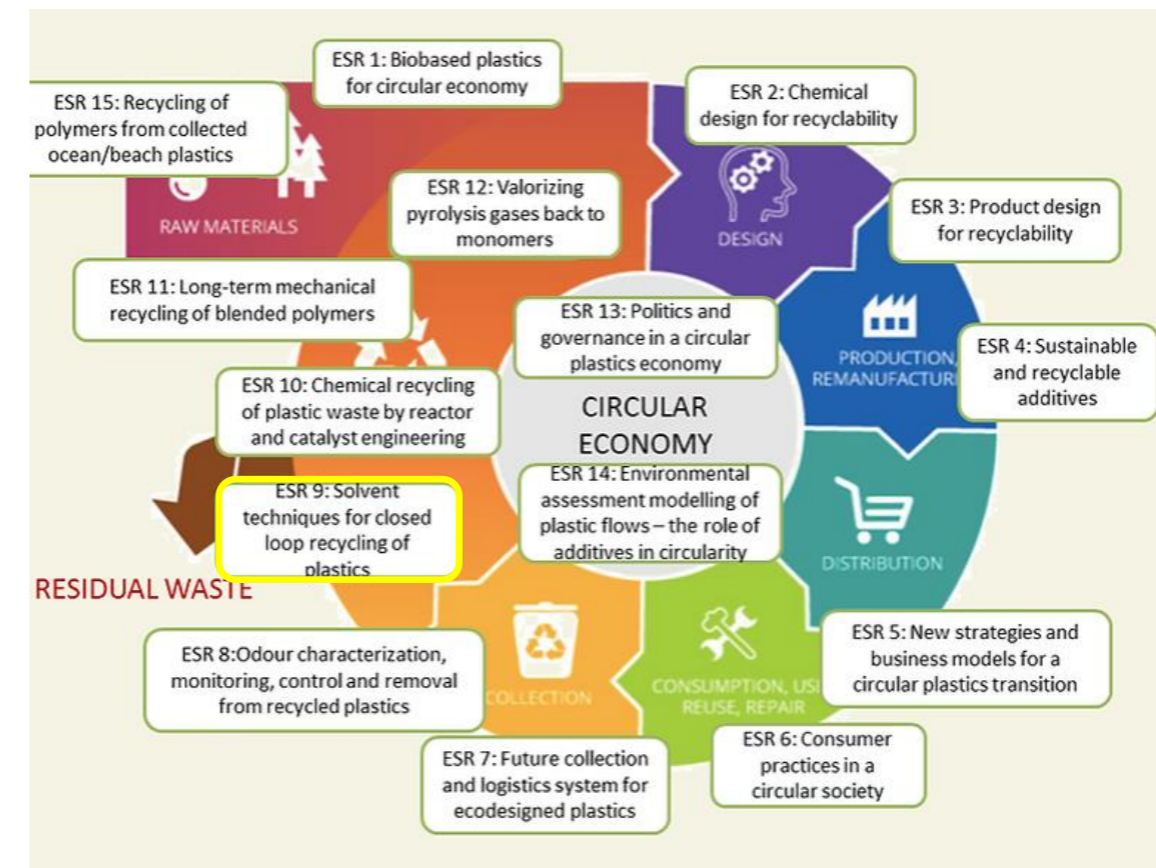 ESR 1: Biobased plastics
for circular economy
ESR 15: Recycling of
polymers from collected
ocean/beach plastics
ESR 2: Chemical
design for recyclability
RAW MATERIALS
ESR 12: Valorizing
pyrolysis gases back to
monomers
DESIGN
ESR 3: Product design
for recyclability
ESR 11: Long-term mechanical
recycling of blended polymers
ESR 13: Politics and
governance in a circular
plastics economy
PRODUCTION,
REMANUFACTURI
ESR 4: Sustainable
and recyclable
additives
ESR 10: Chemical recycling
of plastic waste by reactor
and catalyst engineering
CIRCULAR
ECONOMY
ESR 9: Solvent
techniques for closed
loop recycling of
plastics
ESR 14: Environmental
assessment modelling of
plastic flows – the role of
additives in circularity
DISTRIBUTION
RESIDUAL WASTE
ESR 8:Odour characterization,
monitoring, control and removal
from recycled plastics
COLLECTION
CONSUMPTION, US
REUSE, REPAIR
ESR 5: New strategies and
business models for a
circular plastics transition
ESR 7: Future collection
and logistics system for
ecodesigned plastics
ESR 6: Consumer
practices in a
circular society